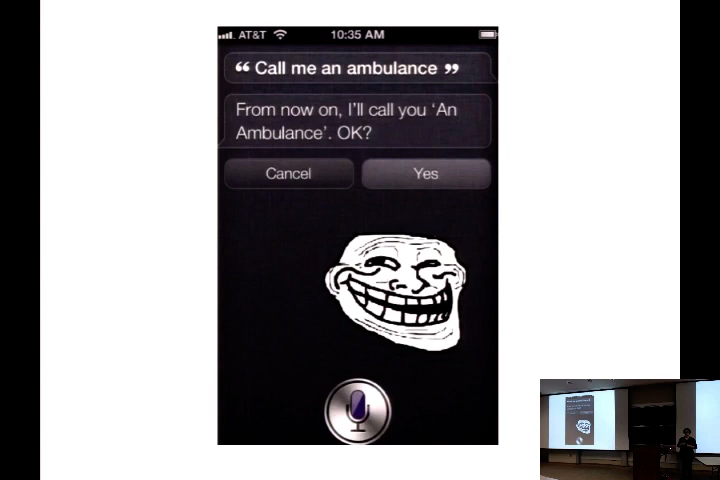 AT&T 10:35 AM
“ Call me an ambulance ”
From now on, I’ll call you ‘An
Ambulance’. OK?
Cancel Yes